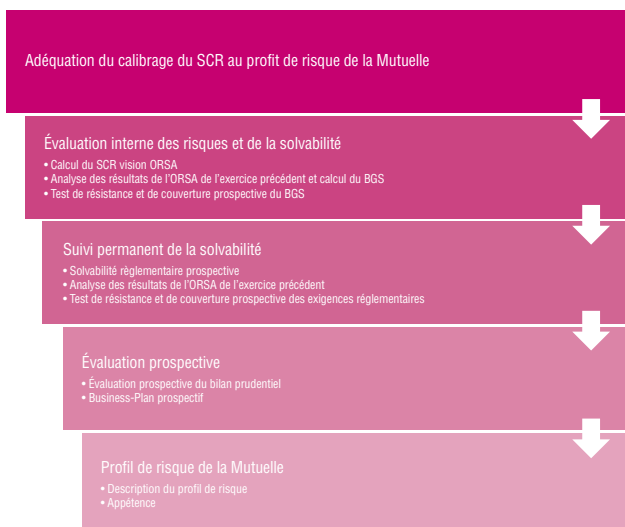 Adéquation du calibrage du SCR au profit de risque de la Mutuelle
Évaluation interne des risques et de la solvabilité
• Calcul du SCR vision ORSA
• Analyse des résultats de l'ORSA de l'exercice précédent et calcul du BGS
• Test de résistance et de couverture prospective du BGS
Suivi permanent de la solvabilité
• Solvabilité règlementaire prospective
• Analyse des résultats de l'ORSA de l'exercice précédent
• Test de résistance et de couverture prospective des exigences réglementaires
Évaluation prospective
• Évaluation prospective du bilan prudentiel
• Business-Plan prospectif
Profil de risque de la Mutuelle
• Description du profil de risque
• Appétence